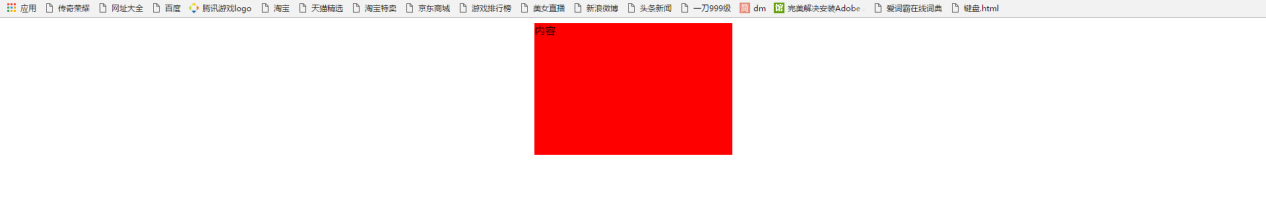 应用 传奇荣耀 网址大全 百度 腾讯游戏logo 淘宝 天猫精选 淘宝特卖 京东商城 游戏排行榜 美女直播 新浪微博 头条新闻 一刀999级 dm 完美解决安装Adobe 爱词霸在线词典 键盘.html
内容